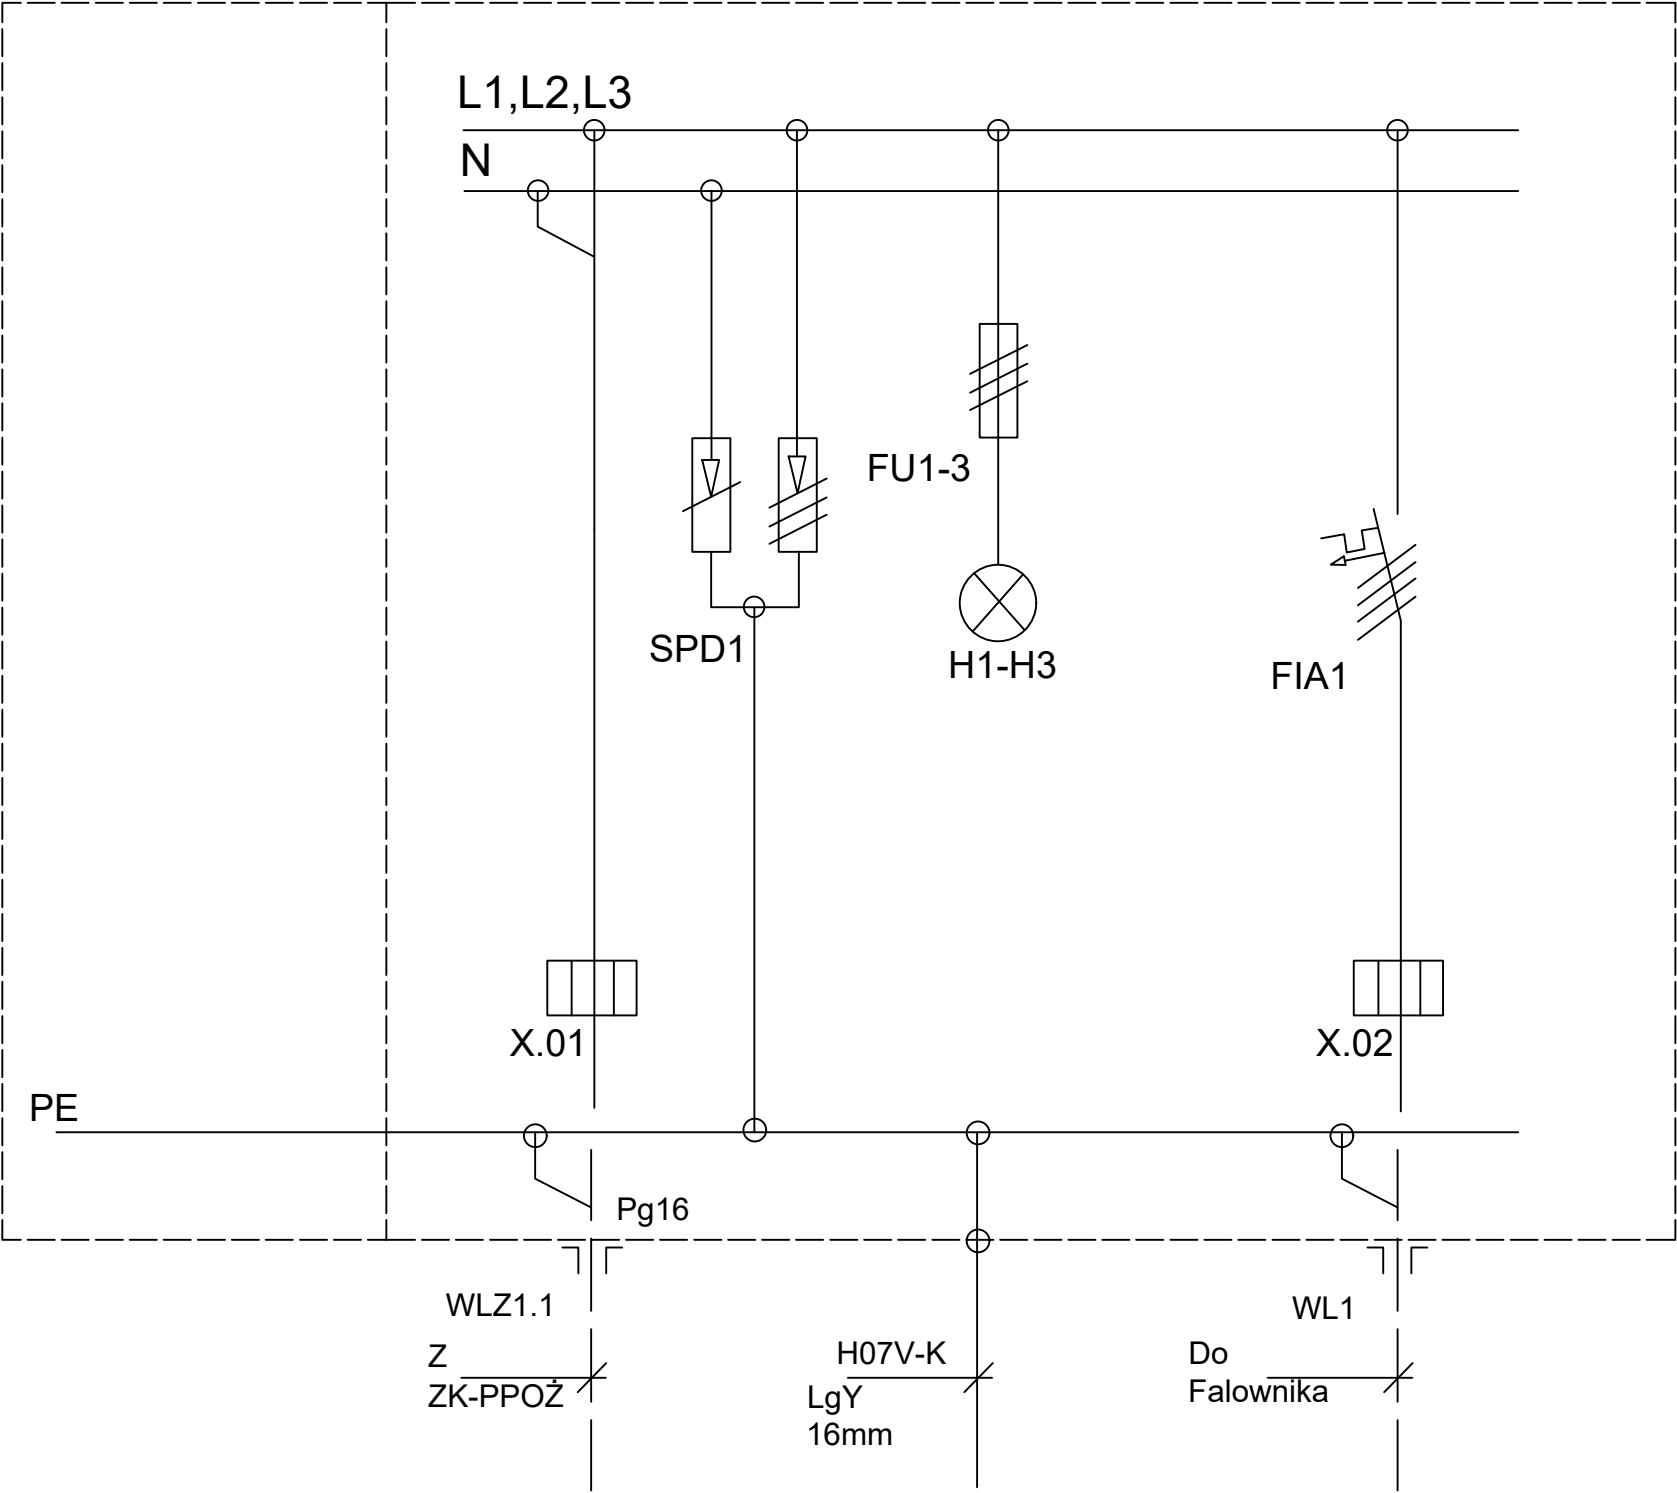 L1,L2,L3
N
FU1-3
SPD1
H1-H3
FIA1
X.01
X.02
PE
Pg16
WLZ1.1
Z
ZK-PPOŻ
H07V-K
LgY
16mm
WL1
Do
Falownika